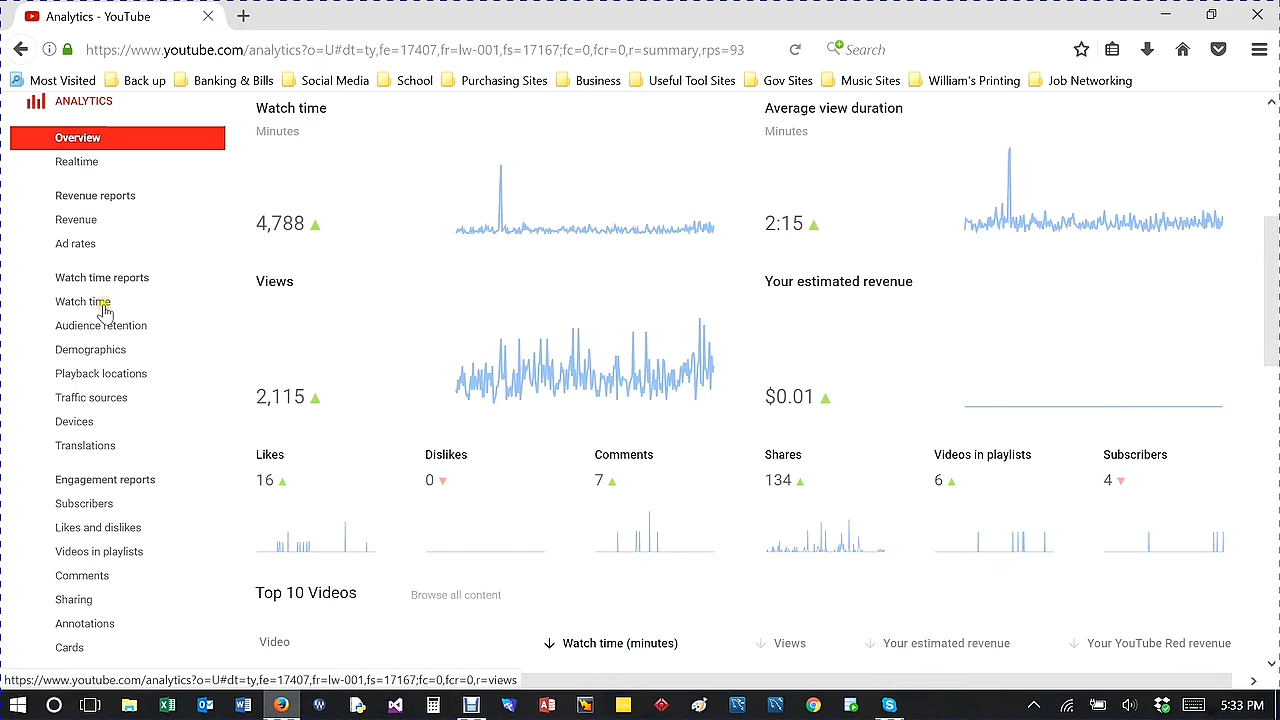 Analytics - YouTube
https://www.youtube.com/analytics?o=U#dt=ty,fe=17407,fr=lw-001,fs=17167;fc=0,fcr=0,r=summary,rps=93
Search
Most Visited Back up Banking & Bills Social Media School Purchasing Sites Business Useful Tool Sites Gov Sites Music Sites William's Printing Job Networking
ANALYTICS
Overview
Realtime
Revenue reports
Revenue
Ad rates
Watch time reports
Watch time
Audience retention
Demographics
Playback locations
Traffic sources
Devices
Translations
Engagement reports
Subscribers
Likes and dislikes
Videos in playlists
Comments
Sharing
Annotations
Cards
Watch time
Minutes
4,788
Average view duration
Minutes
2:15
Views
2,115
Your estimated revenue
$0.01
Likes
16
Dislikes
0
Comments
7
Shares
134
Videos in playlists
6
Subscribers
4
Top 10 Videos Browse all content
Video Watch time (minutes) Views Your estimated revenue Your YouTube Red revenue
https://www.youtube.com/analytics?o=U#dt=ty,fe=17407,fr=lw-001,fs=17167;fc=0,fcr=0,r=views
5:33 PM